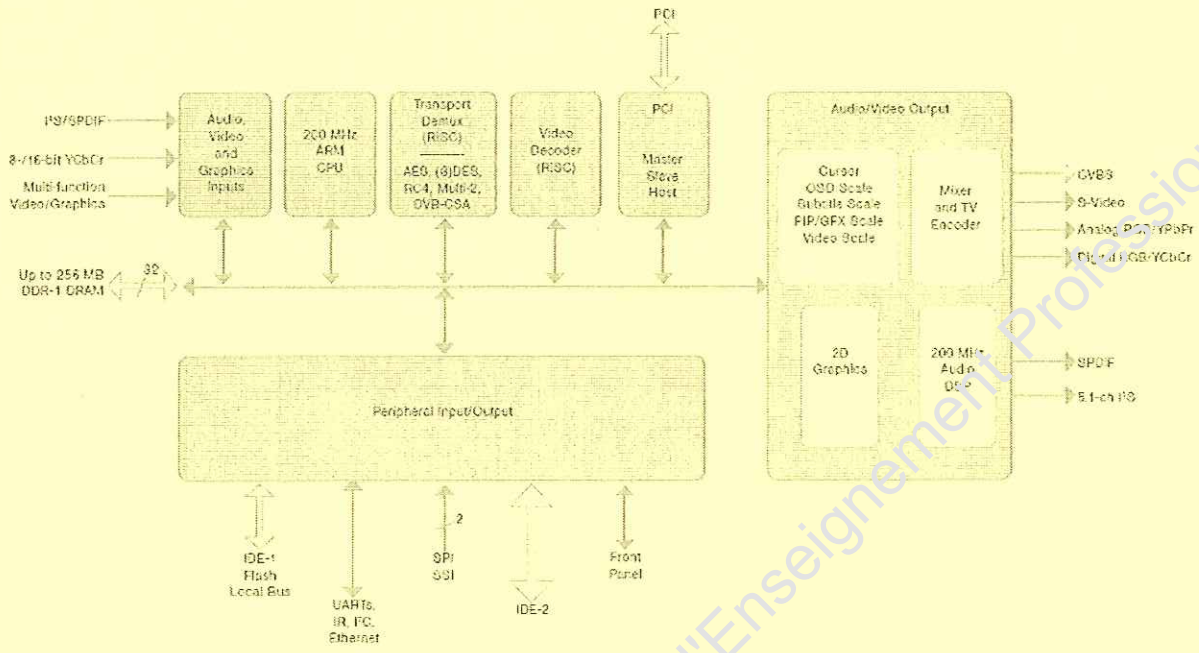 PCI
I²S/SPDIF
8-/16-bit YCbCr
Multi-function
Video/Graphics
Audio,
Video
and
Graphics
Inputs
200 MHz
ARM
CPU
Transport
Demux
(RISC)
AES, (3)DES,
RC4, Multi-2,
DVB-CSA
Video
Decoder
(RISC)
PCI
Master
Slave
Host
Audio/Video Output
Cursor
OSD Scale
Subtitle Scale
PIP/GFX Scale
Video Scale
Mixer
and TV
Encoder
2D
Graphics
200 MHz
Audio
DSP
CVBS
S-Video
Analog RGB/YPbPr
Digital RGB/YCbCr
SPDIF
5.1-ch I²S
Up to 256 MB
DDR-1 DRAM
32
Peripheral Input/Output
IDE-1
Flash
Local Bus
UARTs,
IR, I²C,
Ethernet
2
SPI
SSI
IDE-2
Front
Panel
l'Enseignement Profession